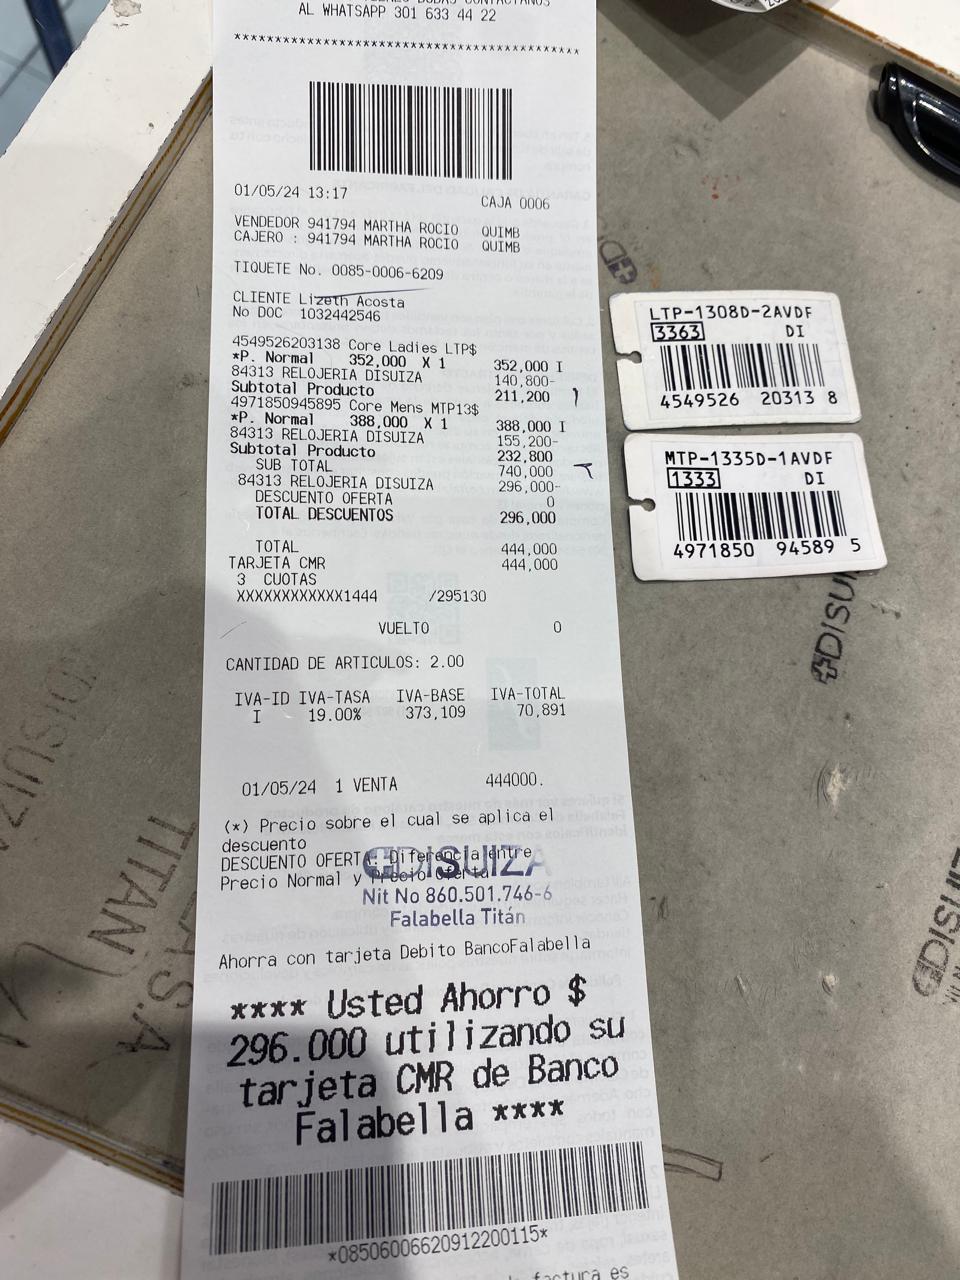 AL WHATSAPP 301 633 44 22
****************************************
01/05/24 13:17 CAJA 0006
VENDEDOR 941794 MARTHA ROCIO QUIMB
CAJERO : 941794 MARTHA ROCIO QUIMB
TIQUETE No. 0085-0006-6209
CLIENTE Lizeth Acosta
No DOC 1032442546
4549526203138 Core Ladies LTP$
*P. Normal 352,000 X 1 352,000 I
84313 RELOJERIA DISUIZA 140,800-
Subtotal Producto 211,200
4971850945895 Core Mens MTP13$
*P. Normal 388,000 X 1 388,000 I
84313 RELOJERIA DISUIZA 155,200-
Subtotal Producto 232,800
SUB TOTAL 740,000
84313 RELOJERIA DISUIZA 296,000-
DESCUENTO OFERTA 0
TOTAL DESCUENTOS 296,000
TOTAL 444,000
TARJETA CMR 444,000
3 CUOTAS
XXXXXXXXXXXX1444 /295130
VUELTO 0
CANTIDAD DE ARTICULOS: 2.00
IVA-ID IVA-TASA IVA-BASE IVA-TOTAL
I 19.00% 373,109 70,891
01/05/24 1 VENTA 444000.
(*) Precio sobre el cual se aplica el
descuento
DESCUENTO OFERTA: Diferencia entre
Precio Normal y Precio Oferta
DISUIZA
Nit No 860.501.746-6
Falabella Titán
Ahorra con tarjeta Debito BancoFalabella
**** Usted Ahorro $
296.000 utilizando su
tarjeta CMR de Banco
Falabella ****
*08506006620912200115*
factura es
LTP-1308D-2AVDF
3363 DI
4549526 20313 8
MTP-1335D-1AVDF
1333 DI
4971850 94589 5
DISUIZ
TITAN